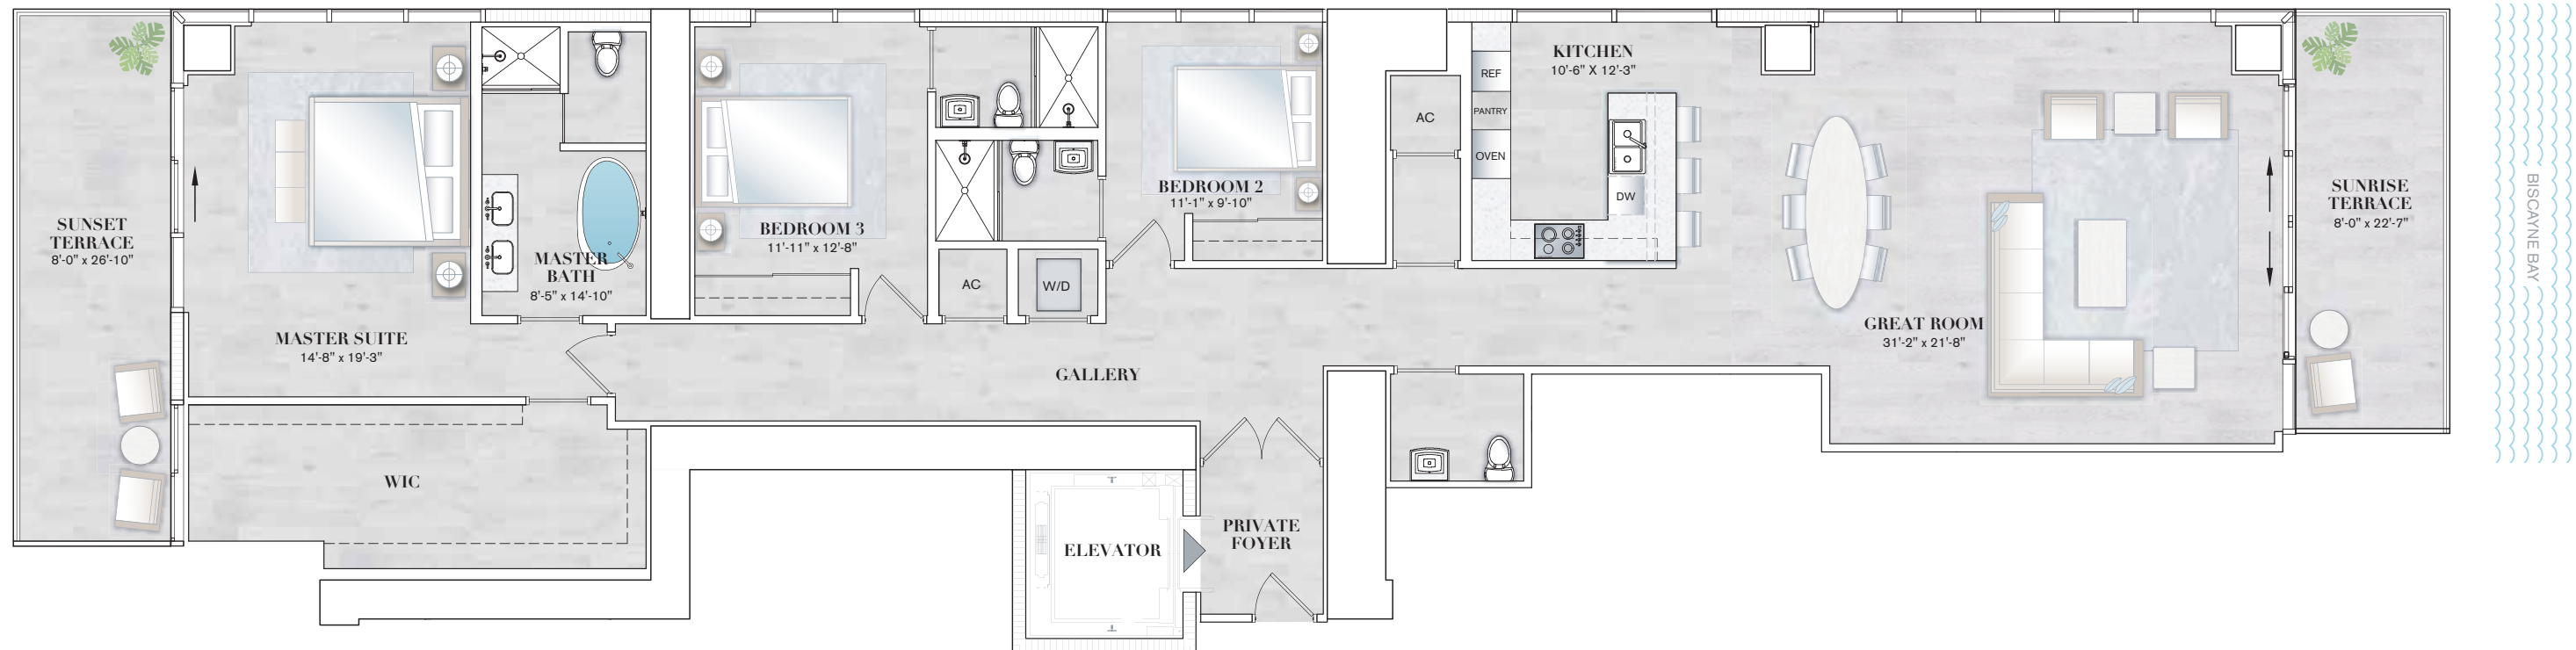 SUNSET
TERRACE
8'-0" x 26'-10"
MASTER SUITE
14'-8" x 19'-3"
MASTER
BATH
8'-5" x 14'-10"
WIC
BEDROOM 3
11'-11" x 12'-8"
AC
W/D
BEDROOM 2
11'-1" x 9'-10"
GALLERY
ELEVATOR
PRIVATE
FOYER
AC
REF
PANTRY
OVEN
KITCHEN
10'-6" X 12'-3"
DW
GREAT ROOM
31'-2" x 21'-8"
SUNRISE
TERRACE
8'-0" x 22'-7"
BISCAYNE BAY